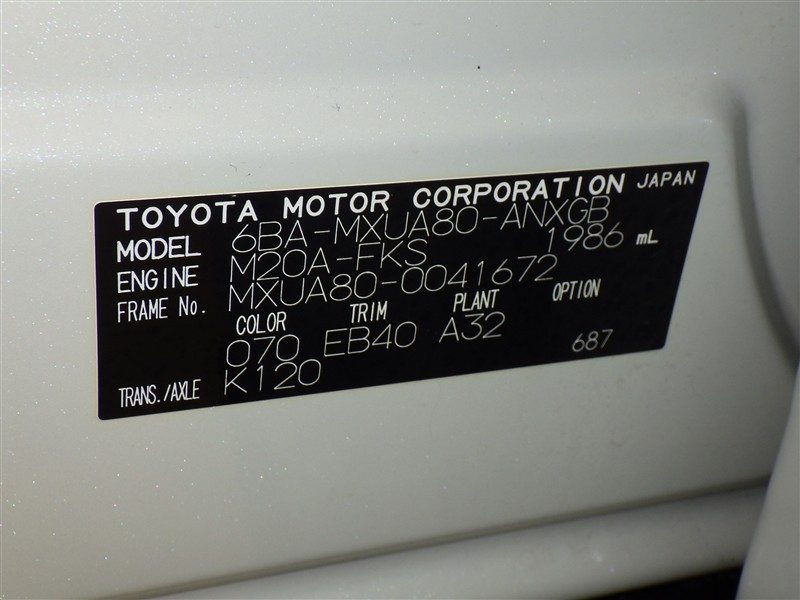 TOYOTA MOTOR CORPORATION JAPAN
MODEL 6BA-MXUA80-ANXGB
ENGINE M20A-FKS 1986 mL
FRAME No. MXUA80-0041672
COLOR TRIM PLANT OPTION
070 EB40 A32 687
TRANS./AXLE K120